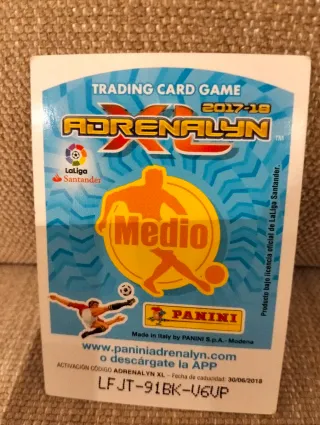 TRADING CARD GAME
2017-18
ADRENALYN XL™
LaLiga
Santander
Medio
Producto bajo licencia oficial de LaLiga Santander.
PANINI
Made in Italy by PANINI S.p.A. - Modena
www.paniniadrenalyn.com
o descárgate la APP
ACTIVACIÓN CÓDIGO ADRENALYN XL - Fecha de caducidad: 30/06/2018
LFJT-91BK-V6VP